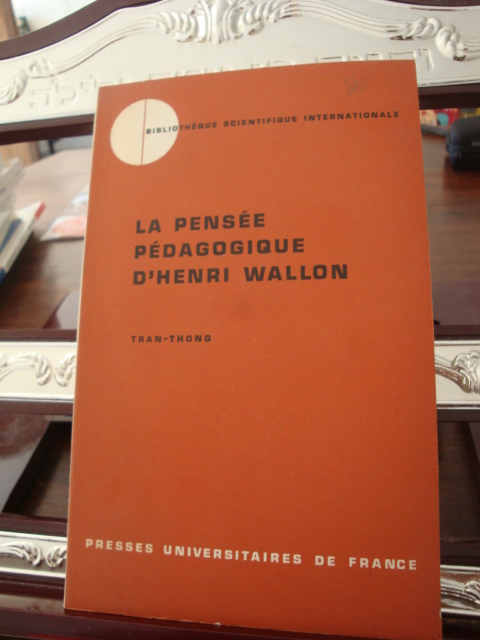 BIBLIOTHÈQUE SCIENTIFIQUE INTERNATIONALE
LA PENSÉE
PÉDAGOGIQUE
D'HENRI WALLON
TRAN-THONG
PRESSES UNIVERSITAIRES DE FRANCE